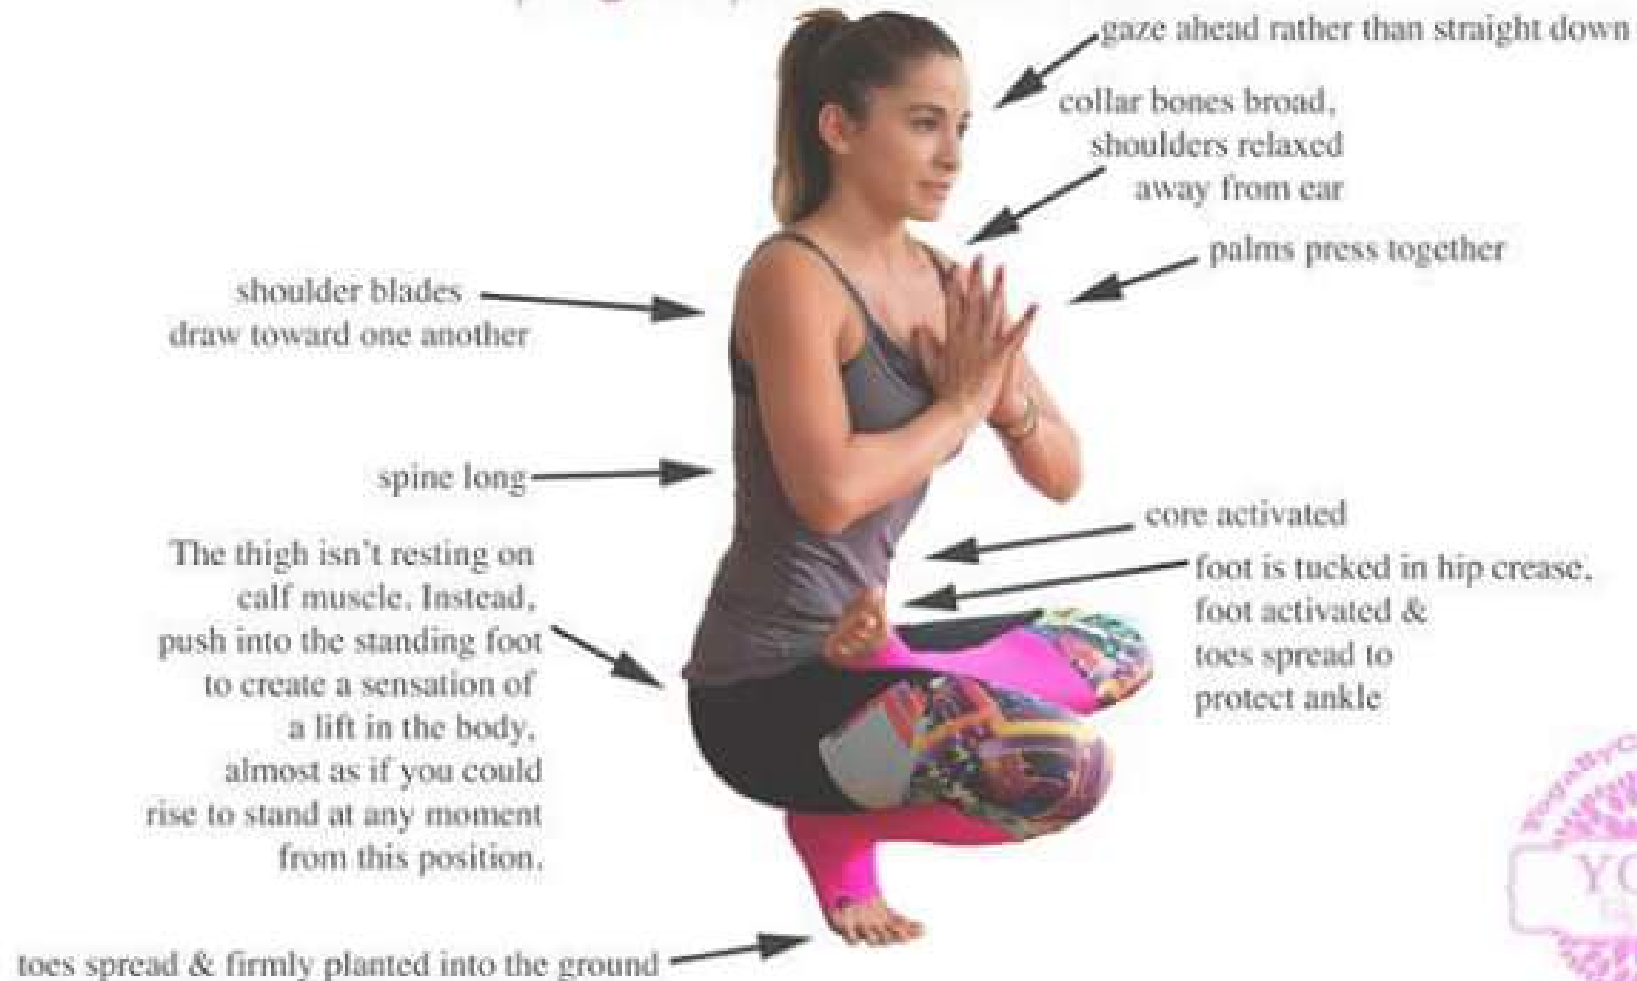 gaze ahead rather than straight down
collar bones broad,
shoulders relaxed
away from ear
palms press together
shoulder blades
draw toward one another
spine long
core activated
The thigh isn't resting on
calf muscle. Instead,
push into the standing foot
to create a sensation of
a lift in the body,
almost as if you could
rise to stand at any moment
from this position.
foot is tucked in hip crease,
foot activated &
toes spread to
protect ankle
toes spread & firmly planted into the ground